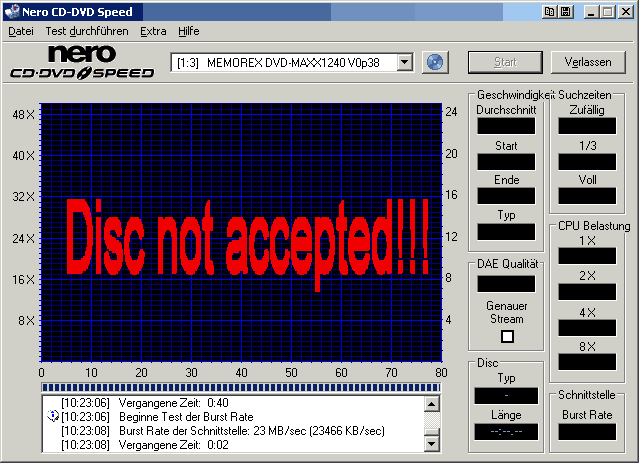 Nero CD-DVD Speed
Datei Test durchführen Extra Hilfe
nero
CD·DVD SPEED
[1:3] MEMOREX DVD-MAXX1240 V0p38
Start
Verlassen
48 X
40 X
32 X
24 X
16 X
8 X
24
20
16
12
8
4
0 10 20 30 40 50 60 70 80
Disc not accepted!!!
Geschwindigkeit
Durchschnitt
Start
Ende
Typ
Suchzeiten
Zufällig
1/3
Voll
DAE Qualität
Genauer
Stream
CPU Belastung
1 X
2 X
4 X
8 X
Disc
Typ
-
Länge
--:--.--
Schnittstelle
Burst Rate
[10:23:06] Vergangene Zeit: 0:40
[10:23:06] Beginne Test der Burst Rate
[10:23:08] Burst Rate der Schnittstelle: 23 MB/sec (23466 KB/sec)
[10:23:08] Vergangene Zeit: 0:02